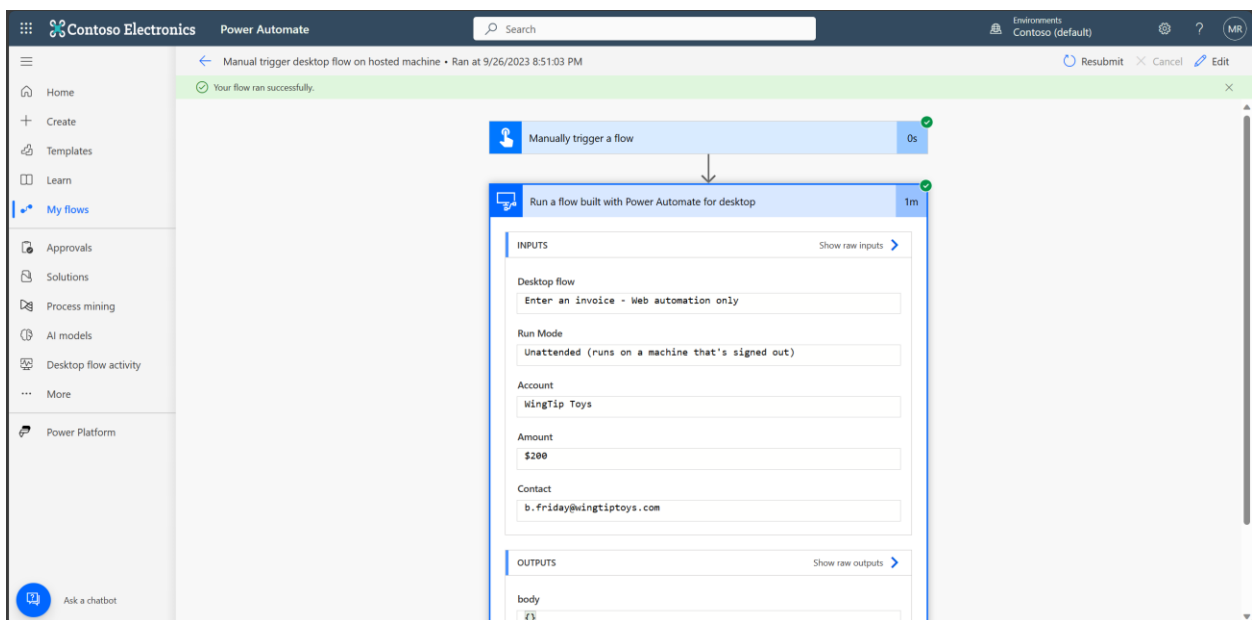 Contoso Electronics
Power Automate
Search
Environments
Contoso (default)
?
MR
Manual trigger desktop flow on hosted machine • Ran at 9/26/2023 8:51:03 PM
Resubmit
Cancel
Edit
Your flow ran successfully.
Home
Create
Templates
Learn
My flows
Approvals
Solutions
Process mining
AI models
Desktop flow activity
More
Power Platform
Ask a chatbot
Manually trigger a flow
0s
Run a flow built with Power Automate for desktop
1m
INPUTS
Show raw inputs
Desktop flow
Enter an invoice - Web automation only
Run Mode
Unattended (runs on a machine that's signed out)
Account
WingTip Toys
Amount
$200
Contact
b.friday@wingtiptoys.com
OUTPUTS
Show raw outputs
body
{}